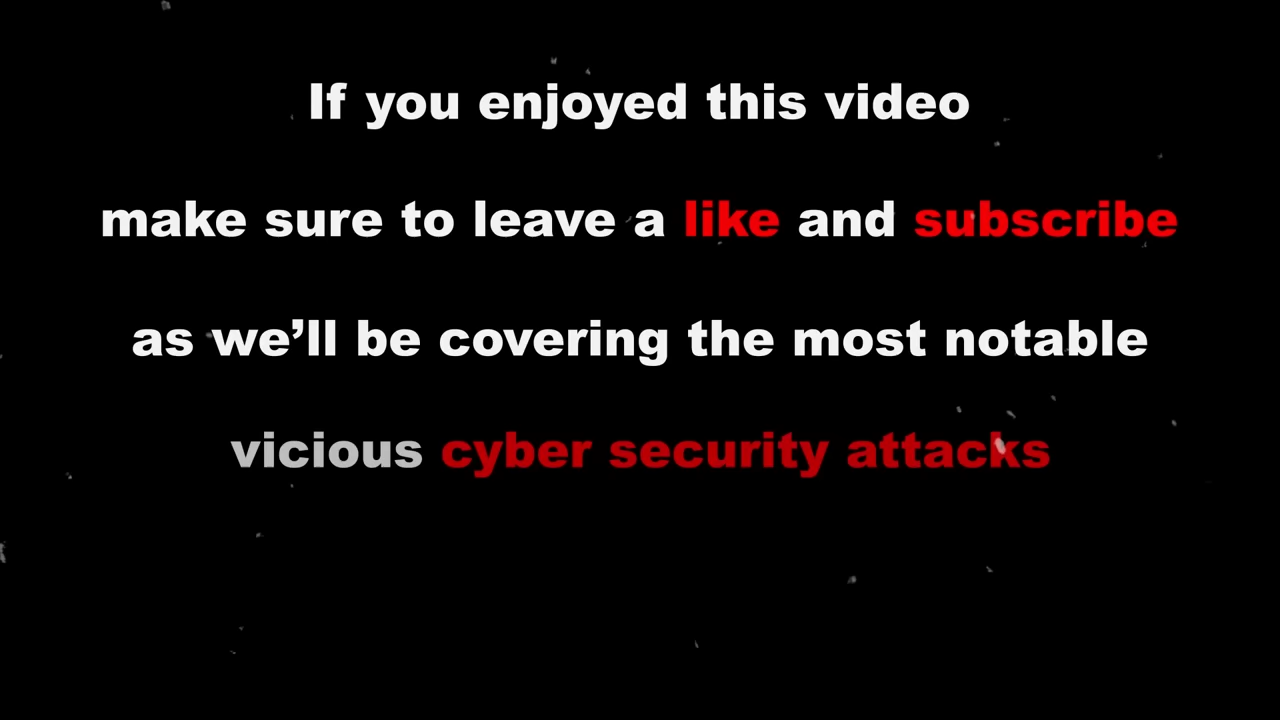 If you enjoyed this video
make sure to leave a like and subscribe
as we’ll be covering the most notable
vicious cyber security attacks